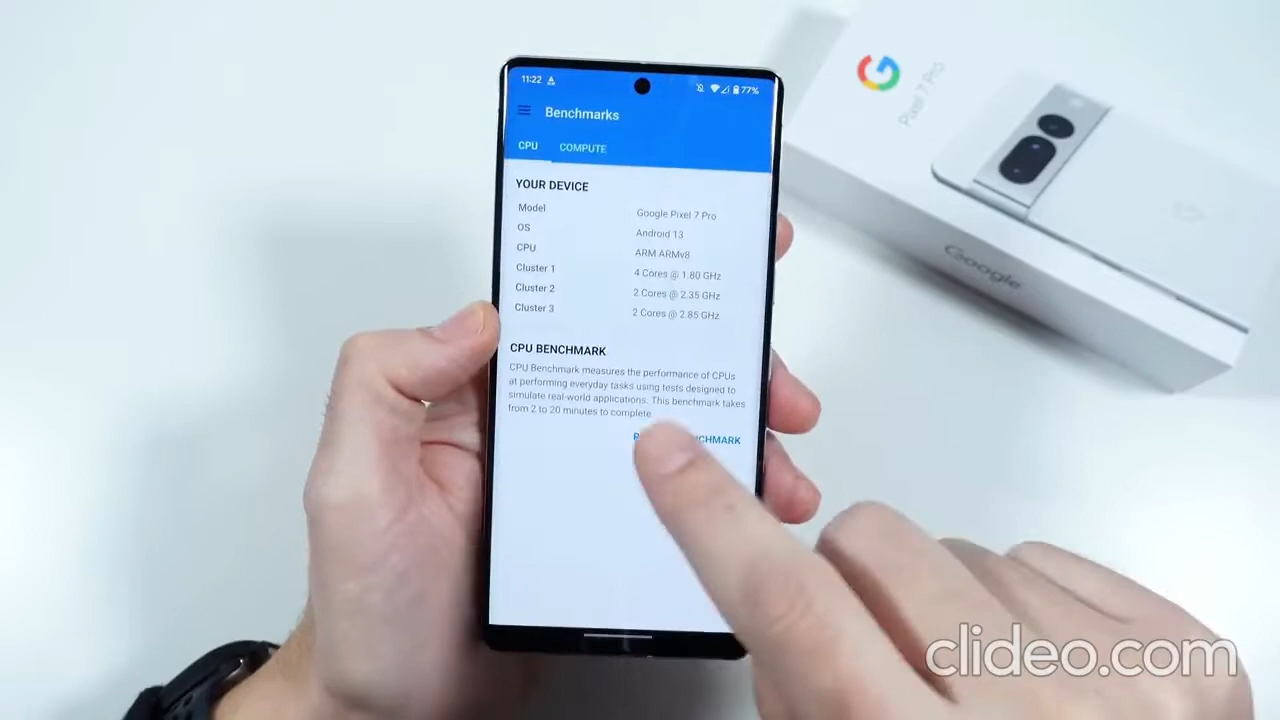 11:22
77%
Benchmarks
CPU COMPUTE
YOUR DEVICE
Model Google Pixel 7 Pro
OS Android 13
CPU ARM ARMv8
Cluster 1 4 Cores @ 1.80 GHz
Cluster 2 2 Cores @ 2.35 GHz
Cluster 3 2 Cores @ 2.85 GHz
CPU BENCHMARK
CPU Benchmark measures the performance of CPUs
at performing everyday tasks using tests designed to
simulate real-world applications. This benchmark takes
from 2 to 20 minutes to complete
G
Pixel 7 Pro
Google
clideo.com